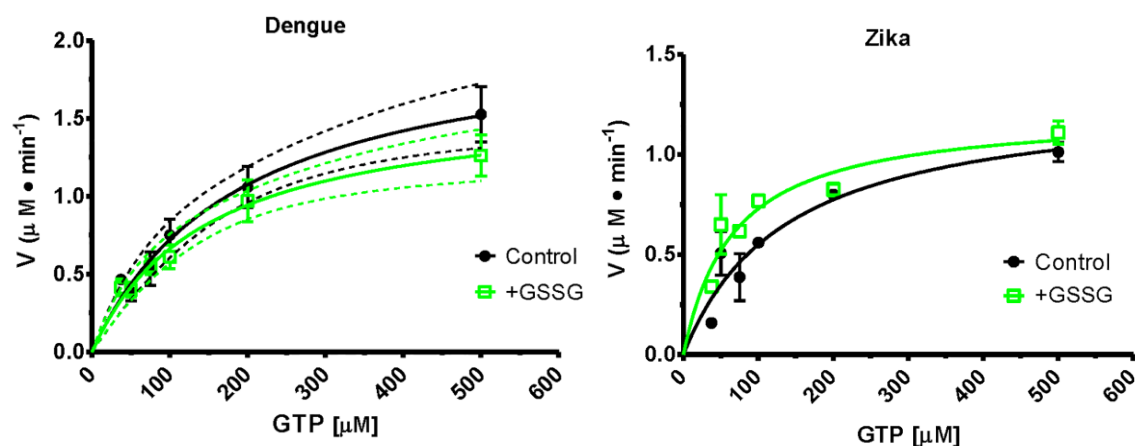 Dengue
V (μ M • min⁻¹)
2.0
1.5
1.0
0.5
0.0
0
100
200
300
400
500
600
GTP [μM]
Control
+GSSG
Zika
V (μ M • min⁻¹)
1.5
1.0
0.5
0.0
0
100
200
300
400
500
600
GTP [μM]
Control
+GSSG